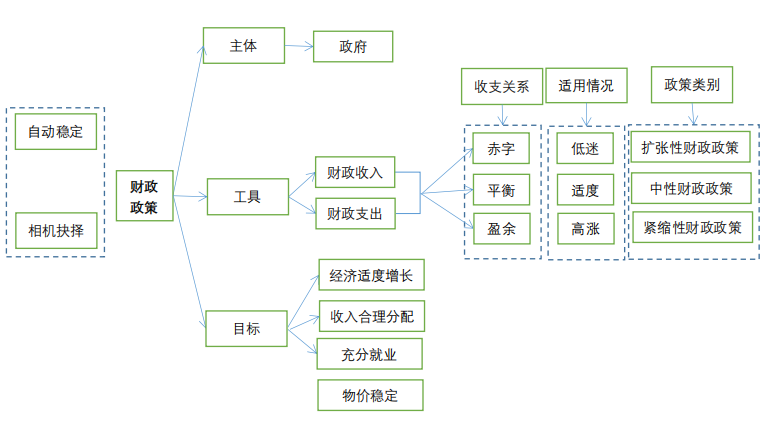 自动稳定
相机抉择
财政
政策
主体
政府
工具
财政收入
财政支出
目标
经济适度增长
收入合理分配
充分就业
物价稳定
收支关系
赤字
平衡
盈余
适用情况
低迷
适度
高涨
政策类别
扩张性财政政策
中性财政政策
紧缩性财政政策